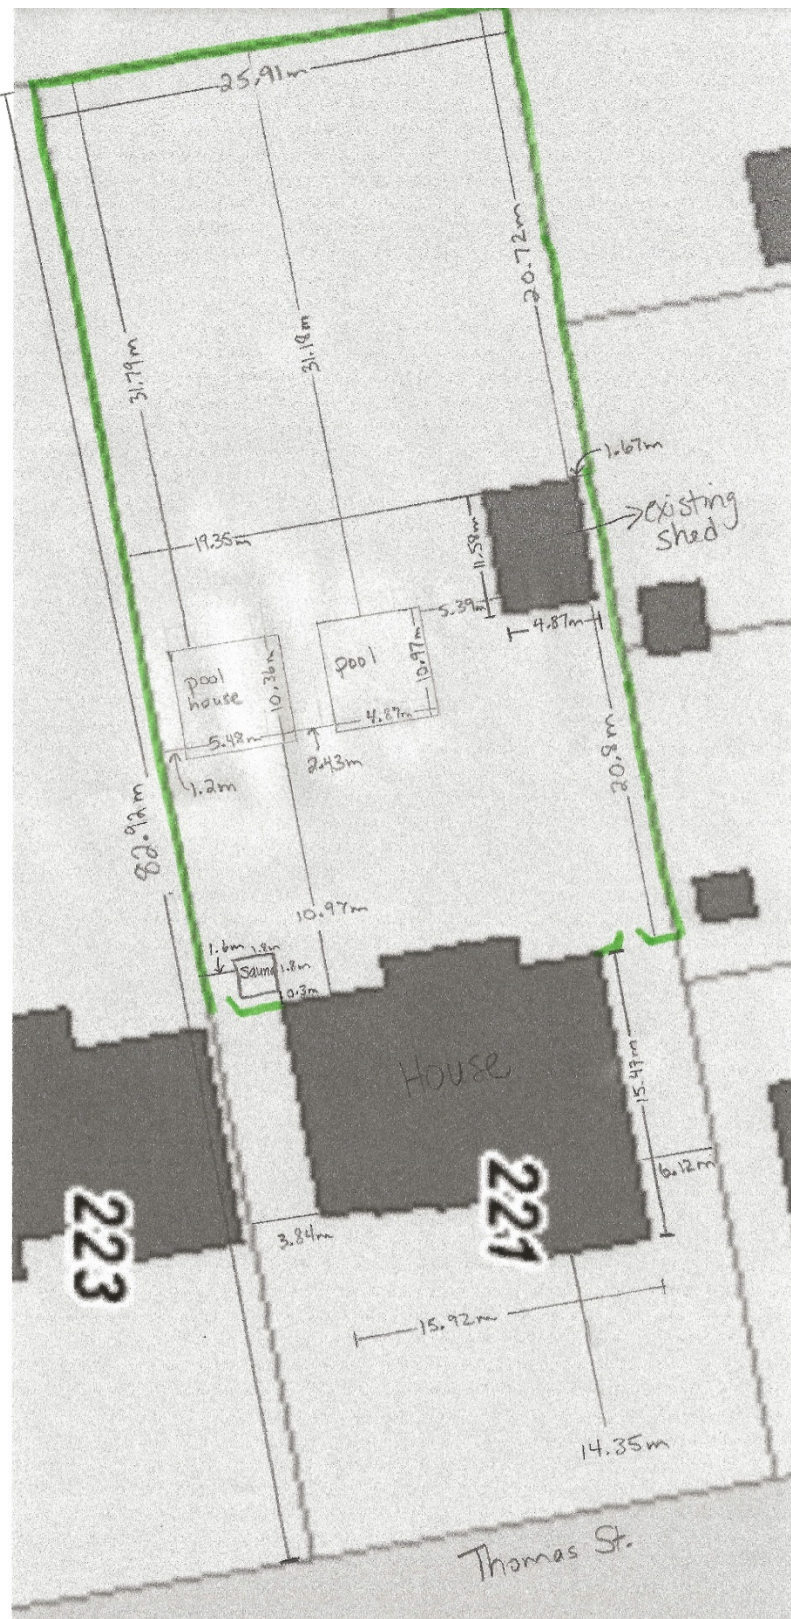 25.91m
20.72m
31.79m
31.18m
1.67m
existing
shed
19.35m
11.58m
5.39m
4.87m
pool
house
10.36m
pool
10.97m
4.87m
5.48m
2.43m
1.2m
20.8m
82.92m
10.97m
1.6m
1.8m
Sauna
1.8m
0.3m
House
15.47m
6.12m
221
223
3.84m
15.92m
14.35m
Thomas St.